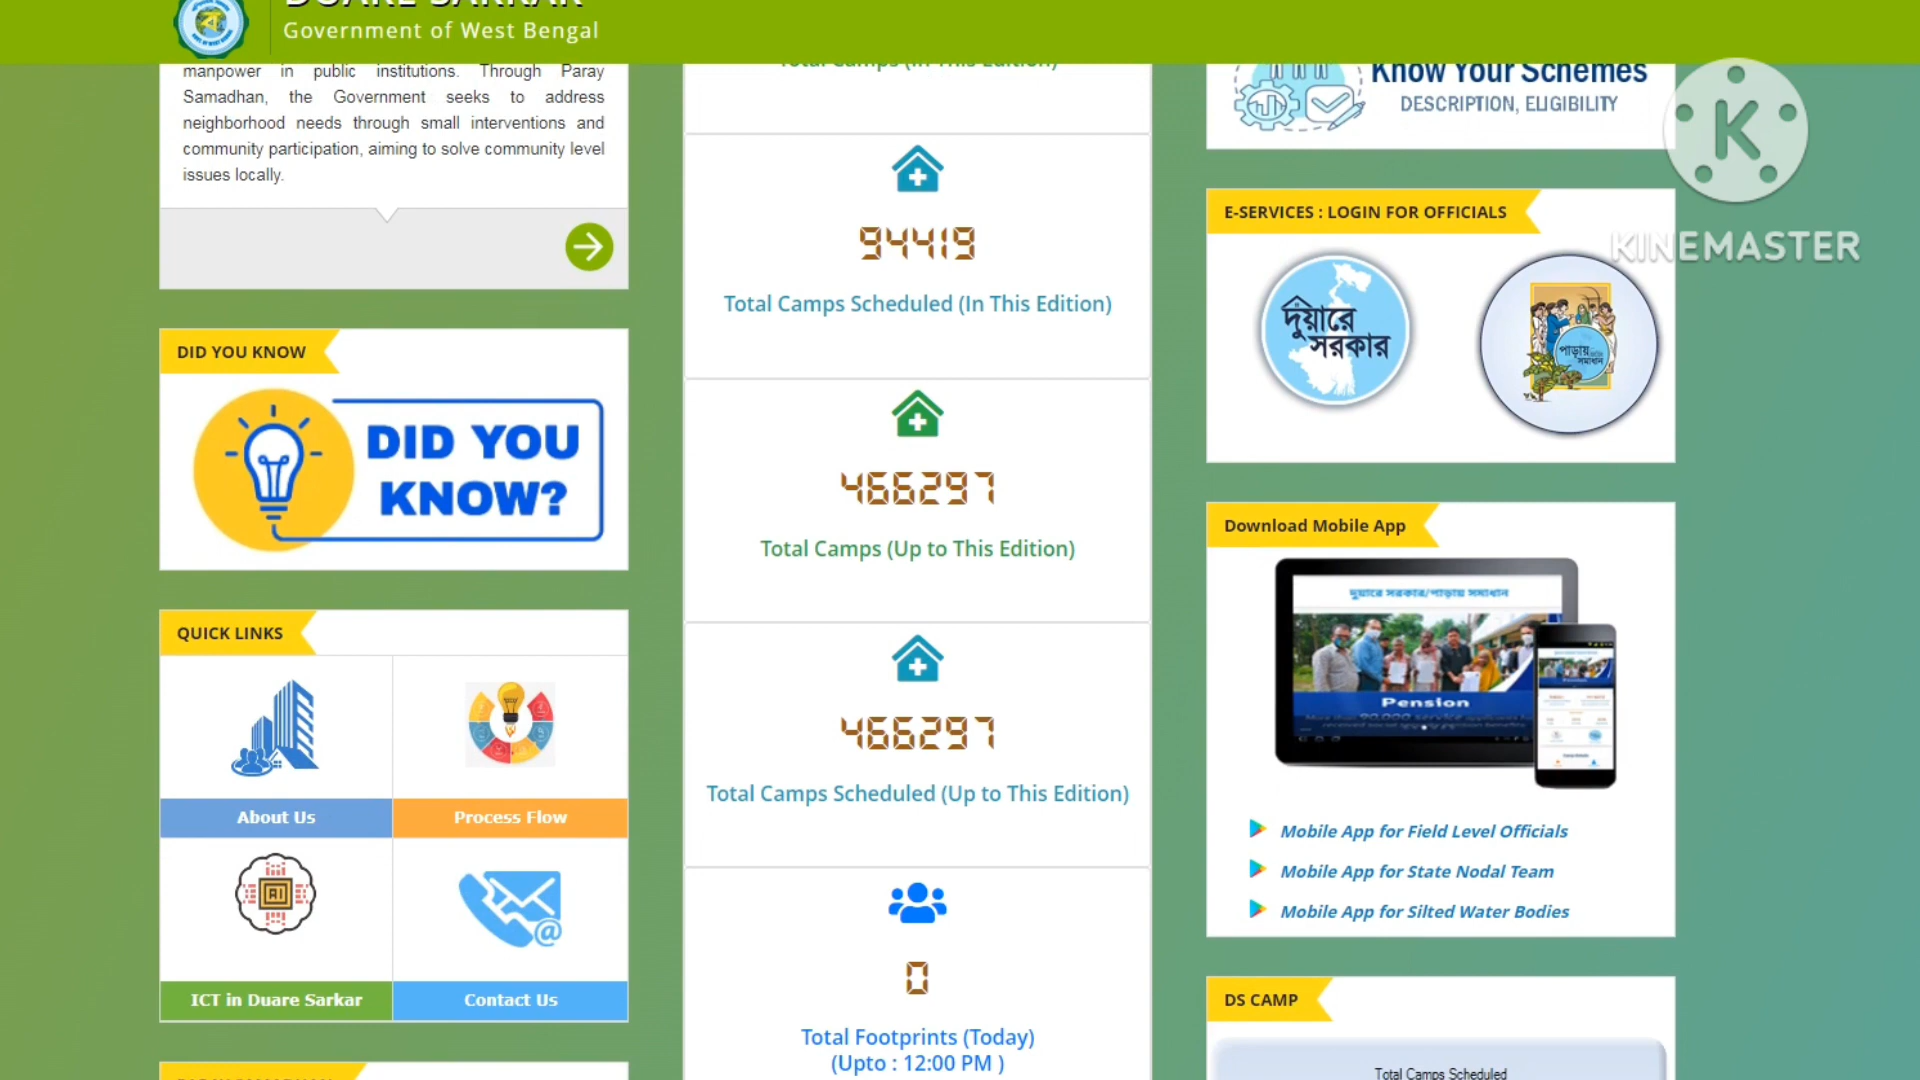 DUARE SARKAR
Government of West Bengal
manpower in public institutions. Through Paray
Samadhan, the Government seeks to address
neighborhood needs through small interventions and
community participation, aiming to solve community level
issues locally.
DID YOU KNOW
DID YOU
KNOW?
QUICK LINKS
About Us
Process Flow
ICT in Duare Sarkar
Contact Us
Total Camps (In This Edition)
94419
Total Camps Scheduled (In This Edition)
466297
Total Camps (Up to This Edition)
466297
Total Camps Scheduled (Up to This Edition)
0
Total Footprints (Today)
(Upto : 12:00 PM )
Know Your Schemes
DESCRIPTION, ELIGIBILITY
K
KINEMASTER
E-SERVICES : LOGIN FOR OFFICIALS
দুয়ারে
সরকার
পাড়ায়
সমাধান
Download Mobile App
দুয়ারে সরকার/পাড়ায় সমাধান
Pension
Mobile App for Field Level Officials
Mobile App for State Nodal Team
Mobile App for Silted Water Bodies
DS CAMP
Total Camps Scheduled